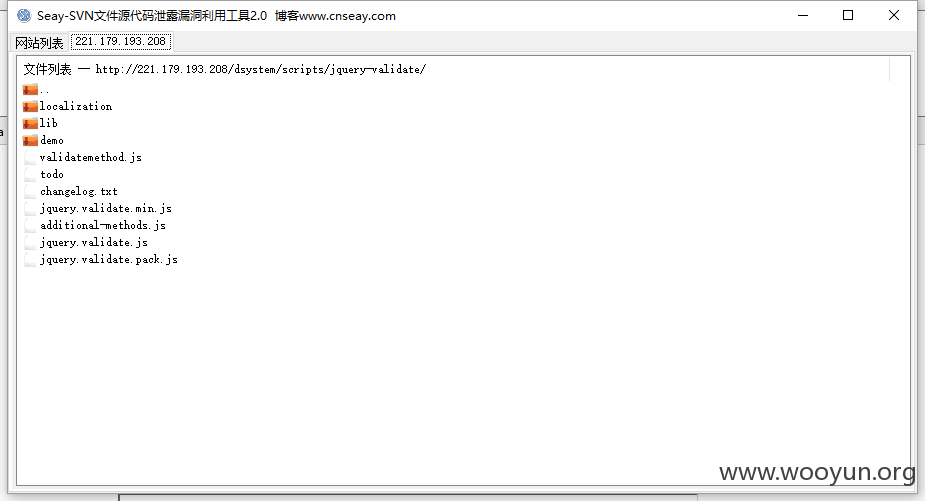 Seay-SVN文件源代码泄露漏洞利用工具2.0 博客www.cnseay.com
网站列表 221.179.193.208
文件列表 -- http://221.179.193.208/dsystem/scripts/jquery-validate/
..
localization
a
lib
demo
validatemethod.js
todo
changelog.txt
jquery.validate.min.js
additional-methods.js
jquery.validate.js
jquery.validate.pack.js
www.wooyun.org